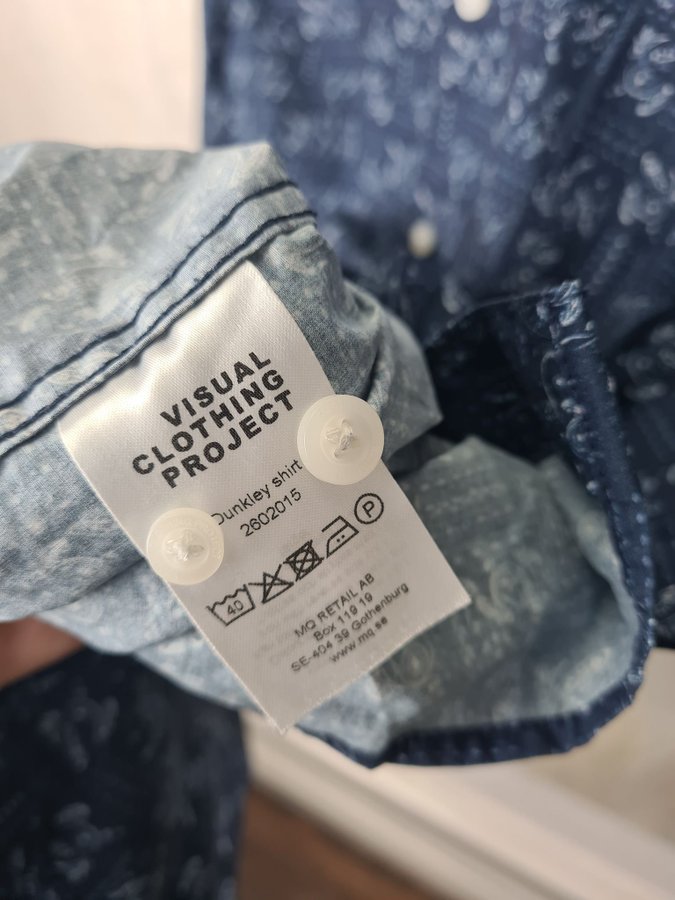 VISUAL
CLOTHING
PROJECT
Dunkley shirt
2602015
40
P
MQ RETAIL AB
Box 119 19
SE-404 39 Gothenburg
www.mq.se